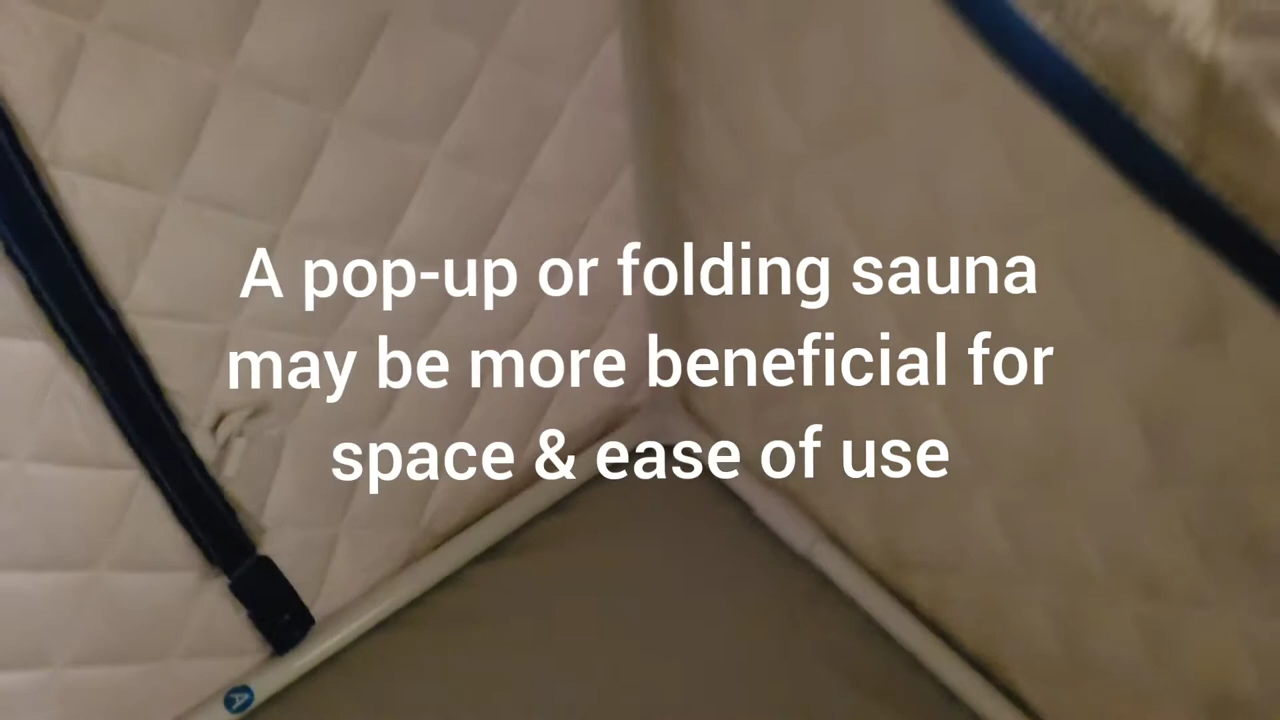 A pop-up or folding sauna
may be more beneficial for
space & ease of use
A